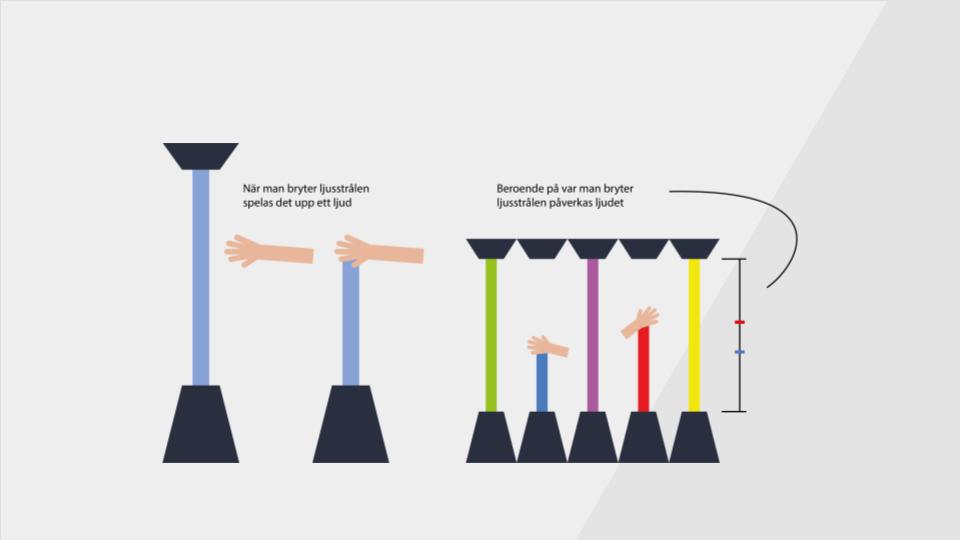 När man bryter ljusstrålen
spelas det upp ett ljud
Beroende på var man bryter
ljusstrålen påverkas ljudet